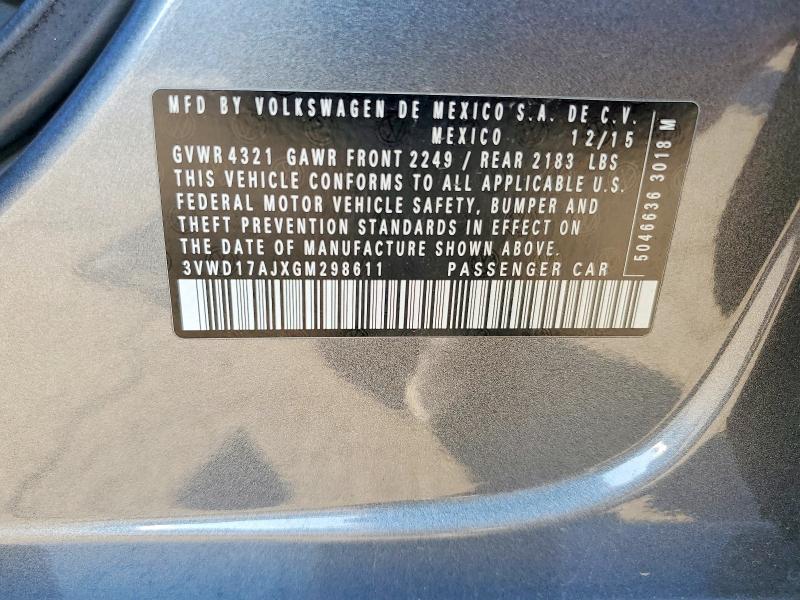 MFD BY VOLKSWAGEN DE MEXICO S.A. DE C.V.
MEXICO 12/15
GVWR 4321 GAWR FRONT 2249 / REAR 2183 LBS
THIS VEHICLE CONFORMS TO ALL APPLICABLE U.S.
FEDERAL MOTOR VEHICLE SAFETY, BUMPER AND
THEFT PREVENTION STANDARDS IN EFFECT ON
THE DATE OF MANUFACTURE SHOWN ABOVE.
3VWD17AJXGM298611 PASSENGER CAR
5046636 3018 M